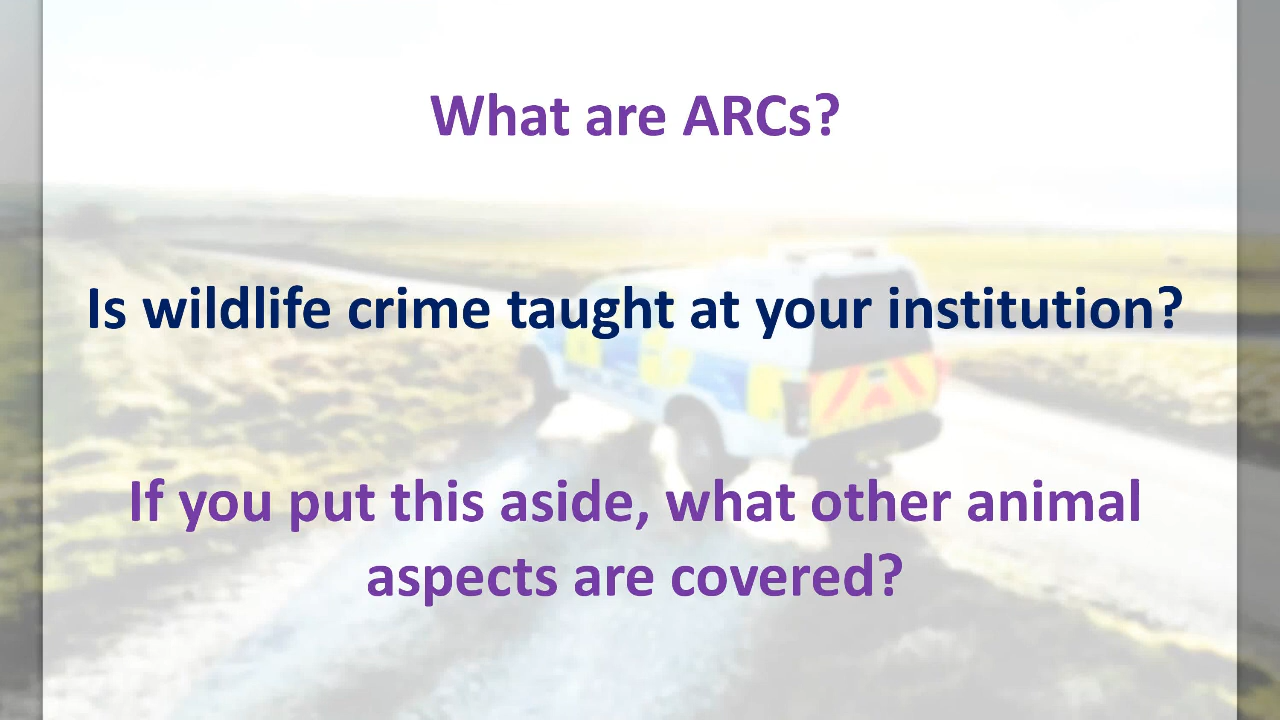 What are ARCs?
Is wildlife crime taught at your institution?
If you put this aside, what other animal
aspects are covered?